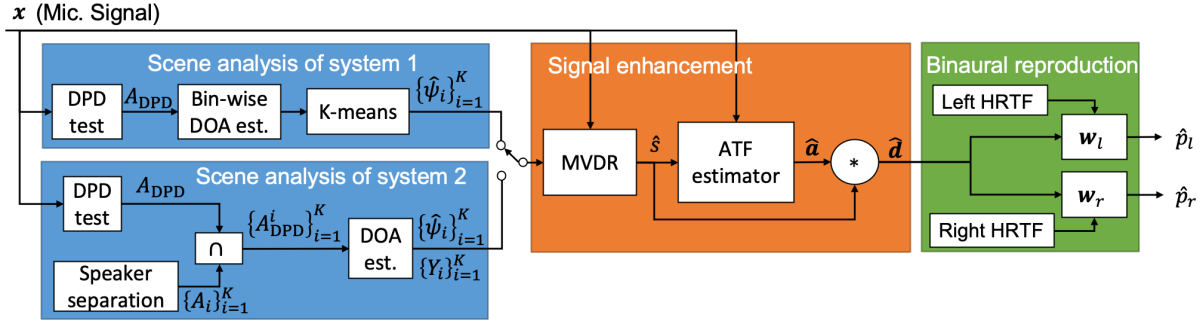 x (Mic. Signal)
Scene analysis of system 1
DPD
test
A_DPD
Bin-wise
DOA est.
K-means
{ψ̂_i}_{i=1}^K
Scene analysis of system 2
DPD
test
A_DPD
∩
Speaker
separation
{A_i}_{i=1}^K
{A_DPD^i}_{i=1}^K
DOA
est.
{ψ̂_i}_{i=1}^K
{Y_i}_{i=1}^K
Signal enhancement
MVDR
ŝ
ATF
estimator
â
*
d̂
Binaural reproduction
Left HRTF
w_l
p̂_l
w_r
p̂_r
Right HRTF